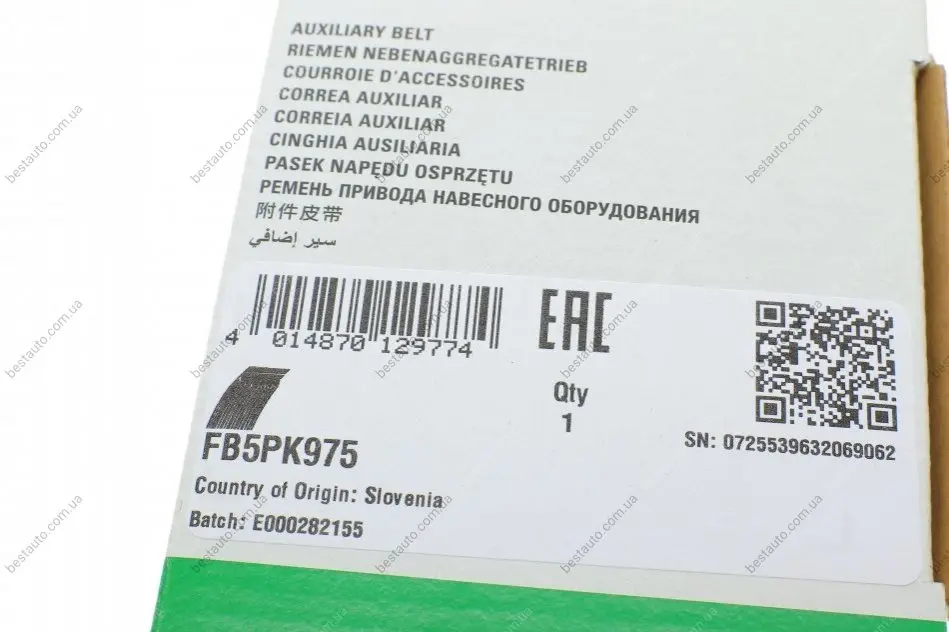 AUXILIARY BELT
RIEMEN NEBENAGGREGATETRIEB
COURROIE D'ACCESSOIRES
CORREA AUXILIAR
CORREIA AUXILIAR
CINGHIA AUSILIARIA
PASEK NAPĘDU OSPRZĘTU
РЕМЕНЬ ПРИВОДА НАВЕСНОГО ОБОРУДОВАНИЯ
附件皮带
سير إضافي
4 014870 129774
EAC
Qty
1
SN: 0725539632069062
FB5PK975
Country of Origin: Slovenia
Batch: E000282155
bestauto.com.ua